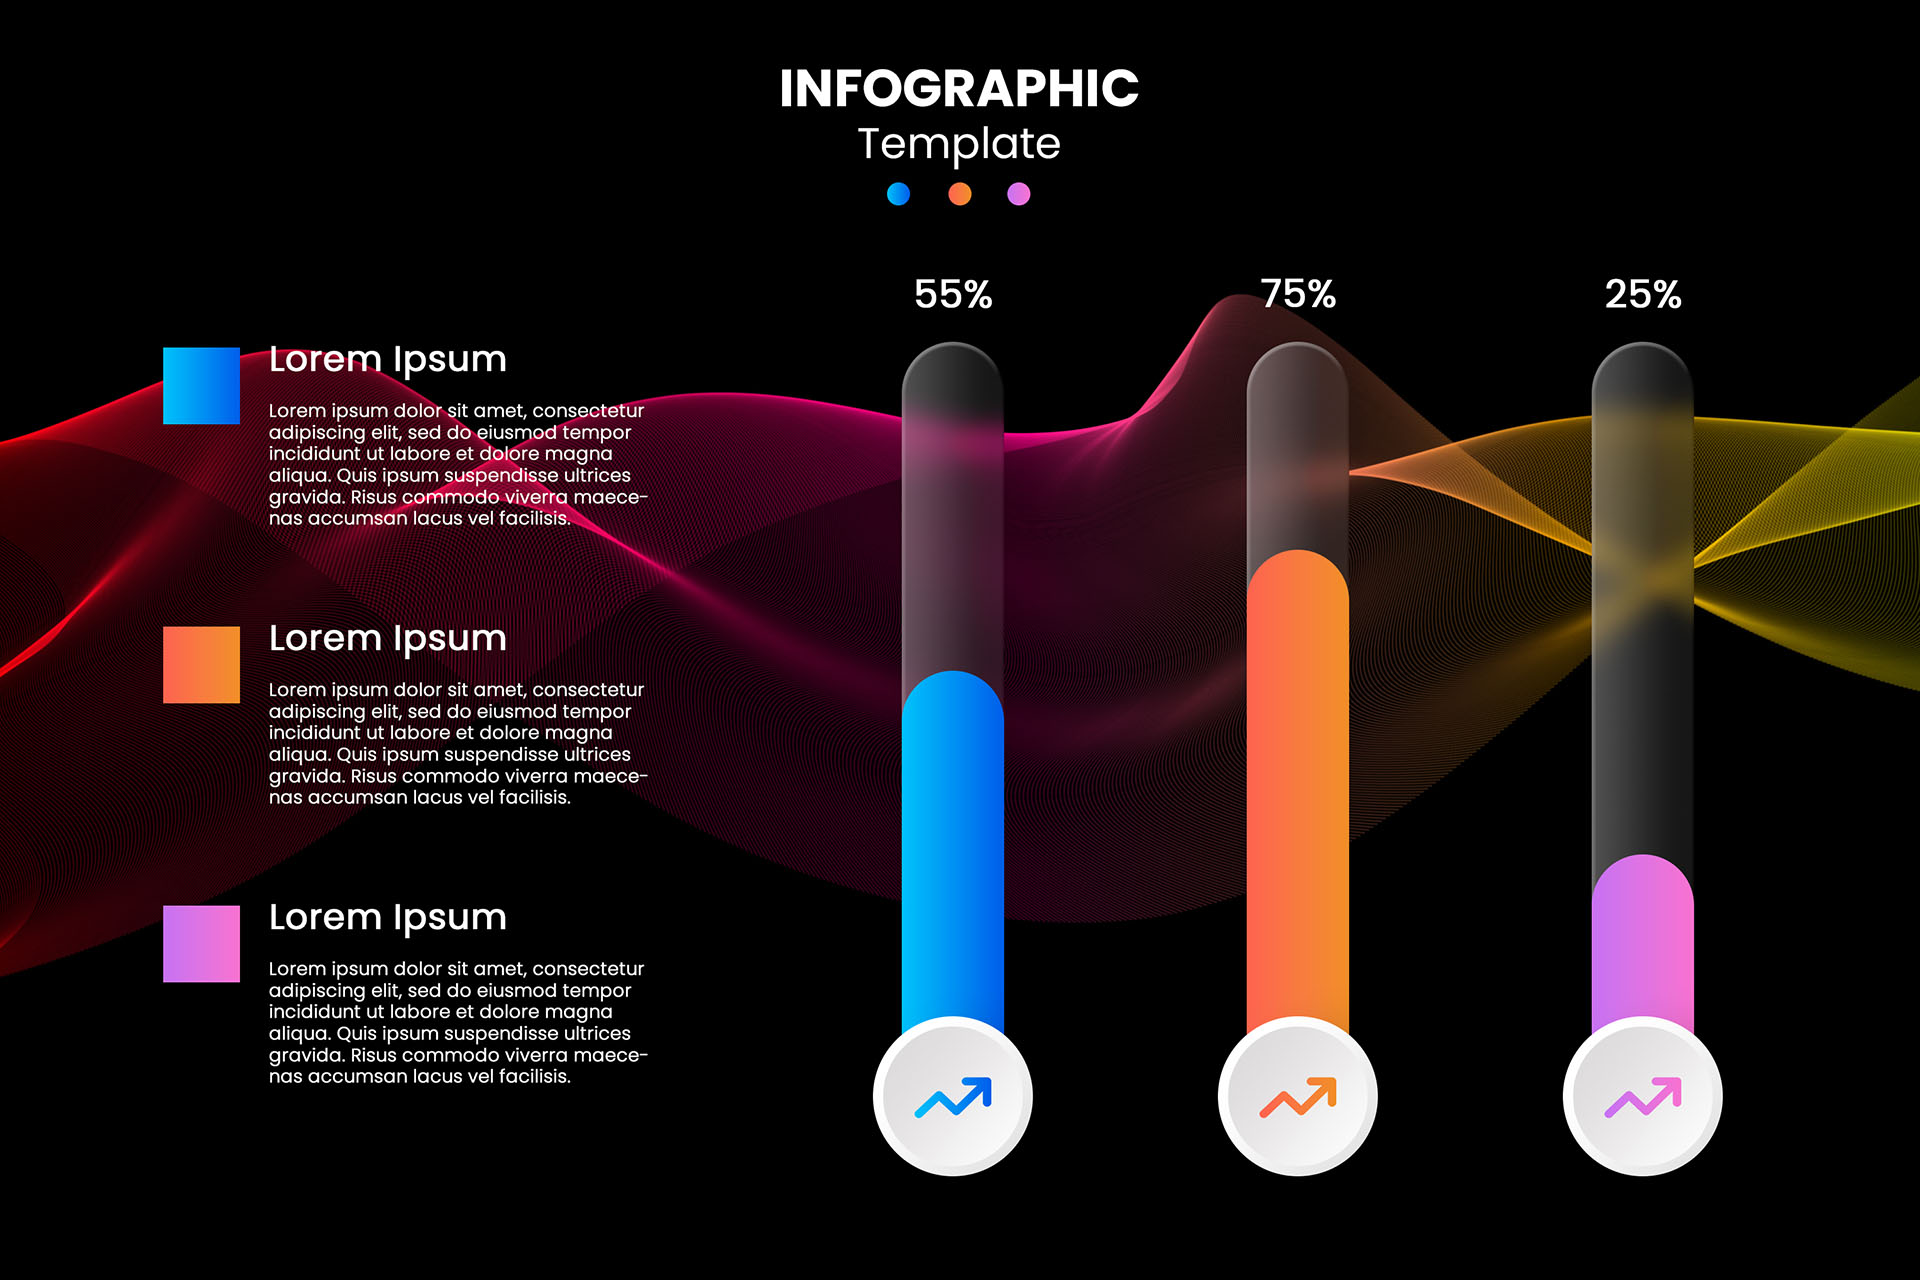 INFOGRAPHIC
Template
55%
75%
25%
Lorem Ipsum
Lorem ipsum dolor sit amet, consectetur
adipiscing elit, sed do eiusmod tempor
incididunt ut labore et dolore magna
aliqua. Quis ipsum suspendisse ultrices
gravida. Risus commodo viverra maece-
nas accumsan lacus vel facilisis.
Lorem Ipsum
Lorem ipsum dolor sit amet, consectetur
adipiscing elit, sed do eiusmod tempor
incididunt ut labore et dolore magna
aliqua. Quis ipsum suspendisse ultrices
gravida. Risus commodo viverra maece-
nas accumsan lacus vel facilisis.
Lorem Ipsum
Lorem ipsum dolor sit amet, consectetur
adipiscing elit, sed do eiusmod tempor
incididunt ut labore et dolore magna
aliqua. Quis ipsum suspendisse ultrices
gravida. Risus commodo viverra maece-
nas accumsan lacus vel facilisis.